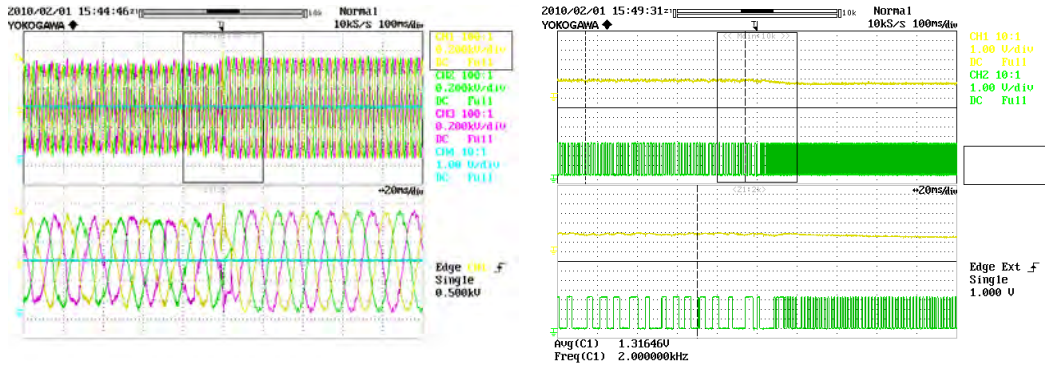 2010/02/01 15:44:46
Normal
YOKOGAWA
10kS/s 100ms/div
CH1 100:1
0.200kV/div
DC Full
CH2 100:1
0.200kV/div
DC Full
CH3 100:1
0.200kV/div
DC Full
CH4 10:1
1.00 V/div
DC Full
20ms/div
Edge CH1
Single
0.500kV
2010/02/01 15:49:31
10k
Normal
YOKOGAWA
10kS/s 100ms/div
CH1 10:1
1.00 V/div
DC Full
CH2 10:1
1.00 V/div
DC Full
20ms/div
Edge Ext
Single
1.000 V
Avg(C1) 1.31646V
Freq(C1) 2.000000kHz